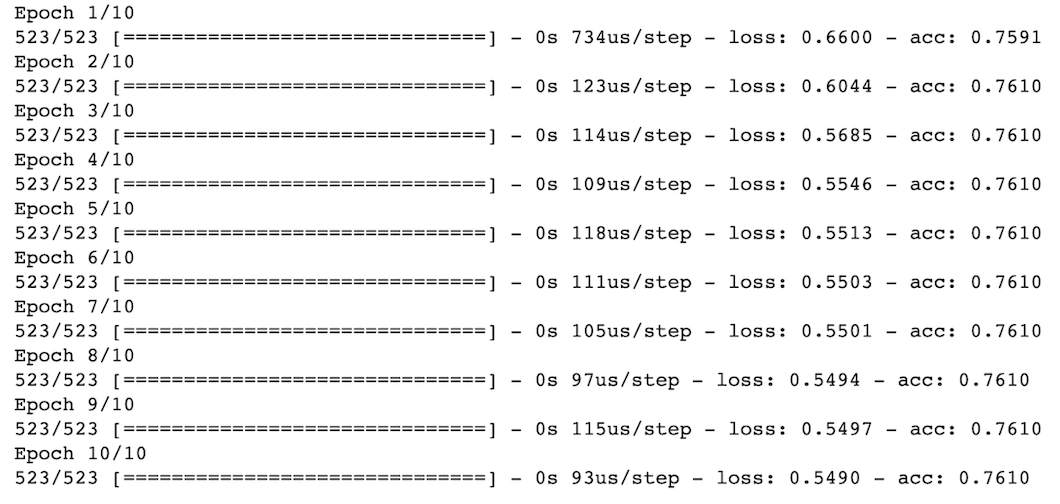 Epoch 1/10
523/523 [==============================] - 0s 734us/step - loss: 0.6600 - acc: 0.7591
Epoch 2/10
523/523 [==============================] - 0s 123us/step - loss: 0.6044 - acc: 0.7610
Epoch 3/10
523/523 [==============================] - 0s 114us/step - loss: 0.5685 - acc: 0.7610
Epoch 4/10
523/523 [==============================] - 0s 109us/step - loss: 0.5546 - acc: 0.7610
Epoch 5/10
523/523 [==============================] - 0s 118us/step - loss: 0.5513 - acc: 0.7610
Epoch 6/10
523/523 [==============================] - 0s 111us/step - loss: 0.5503 - acc: 0.7610
Epoch 7/10
523/523 [==============================] - 0s 105us/step - loss: 0.5501 - acc: 0.7610
Epoch 8/10
523/523 [==============================] - 0s 97us/step - loss: 0.5494 - acc: 0.7610
Epoch 9/10
523/523 [==============================] - 0s 115us/step - loss: 0.5497 - acc: 0.7610
Epoch 10/10
523/523 [==============================] - 0s 93us/step - loss: 0.5490 - acc: 0.7610